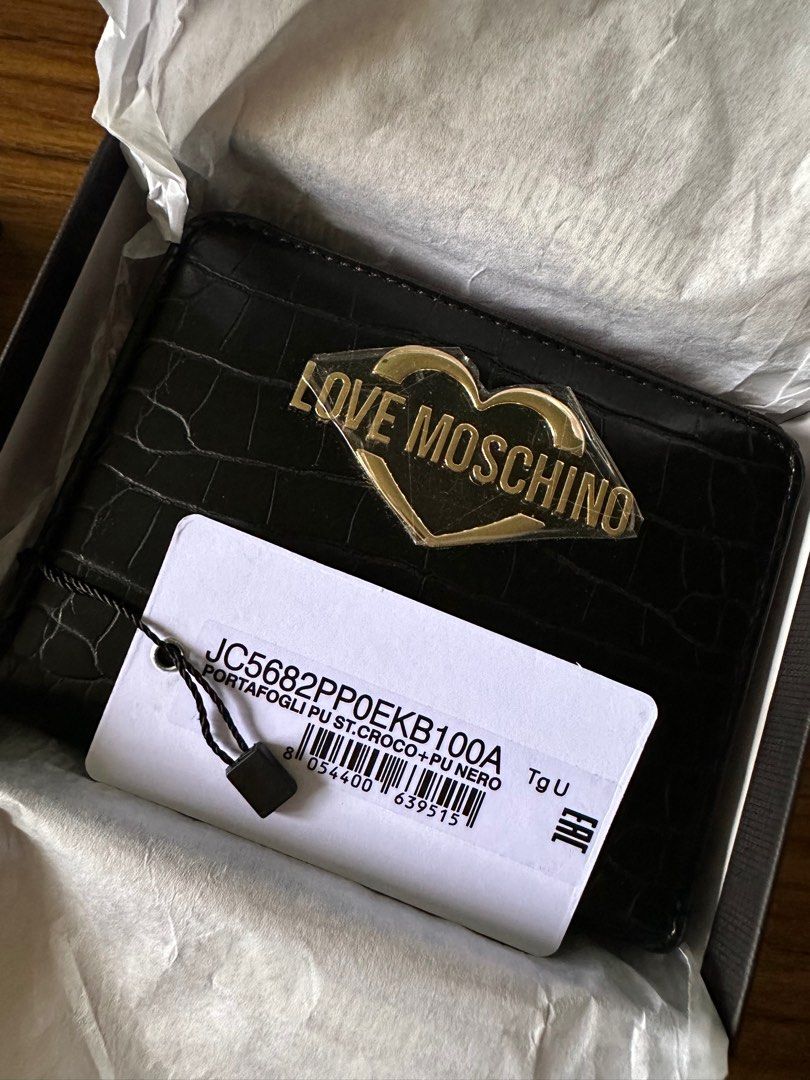 LOVE MOSCHINO
JC5682PP0EKB100A
PORTAFOGLI PU ST.CROCO+PU NERO
Tg U
8 054400 639515
EAC